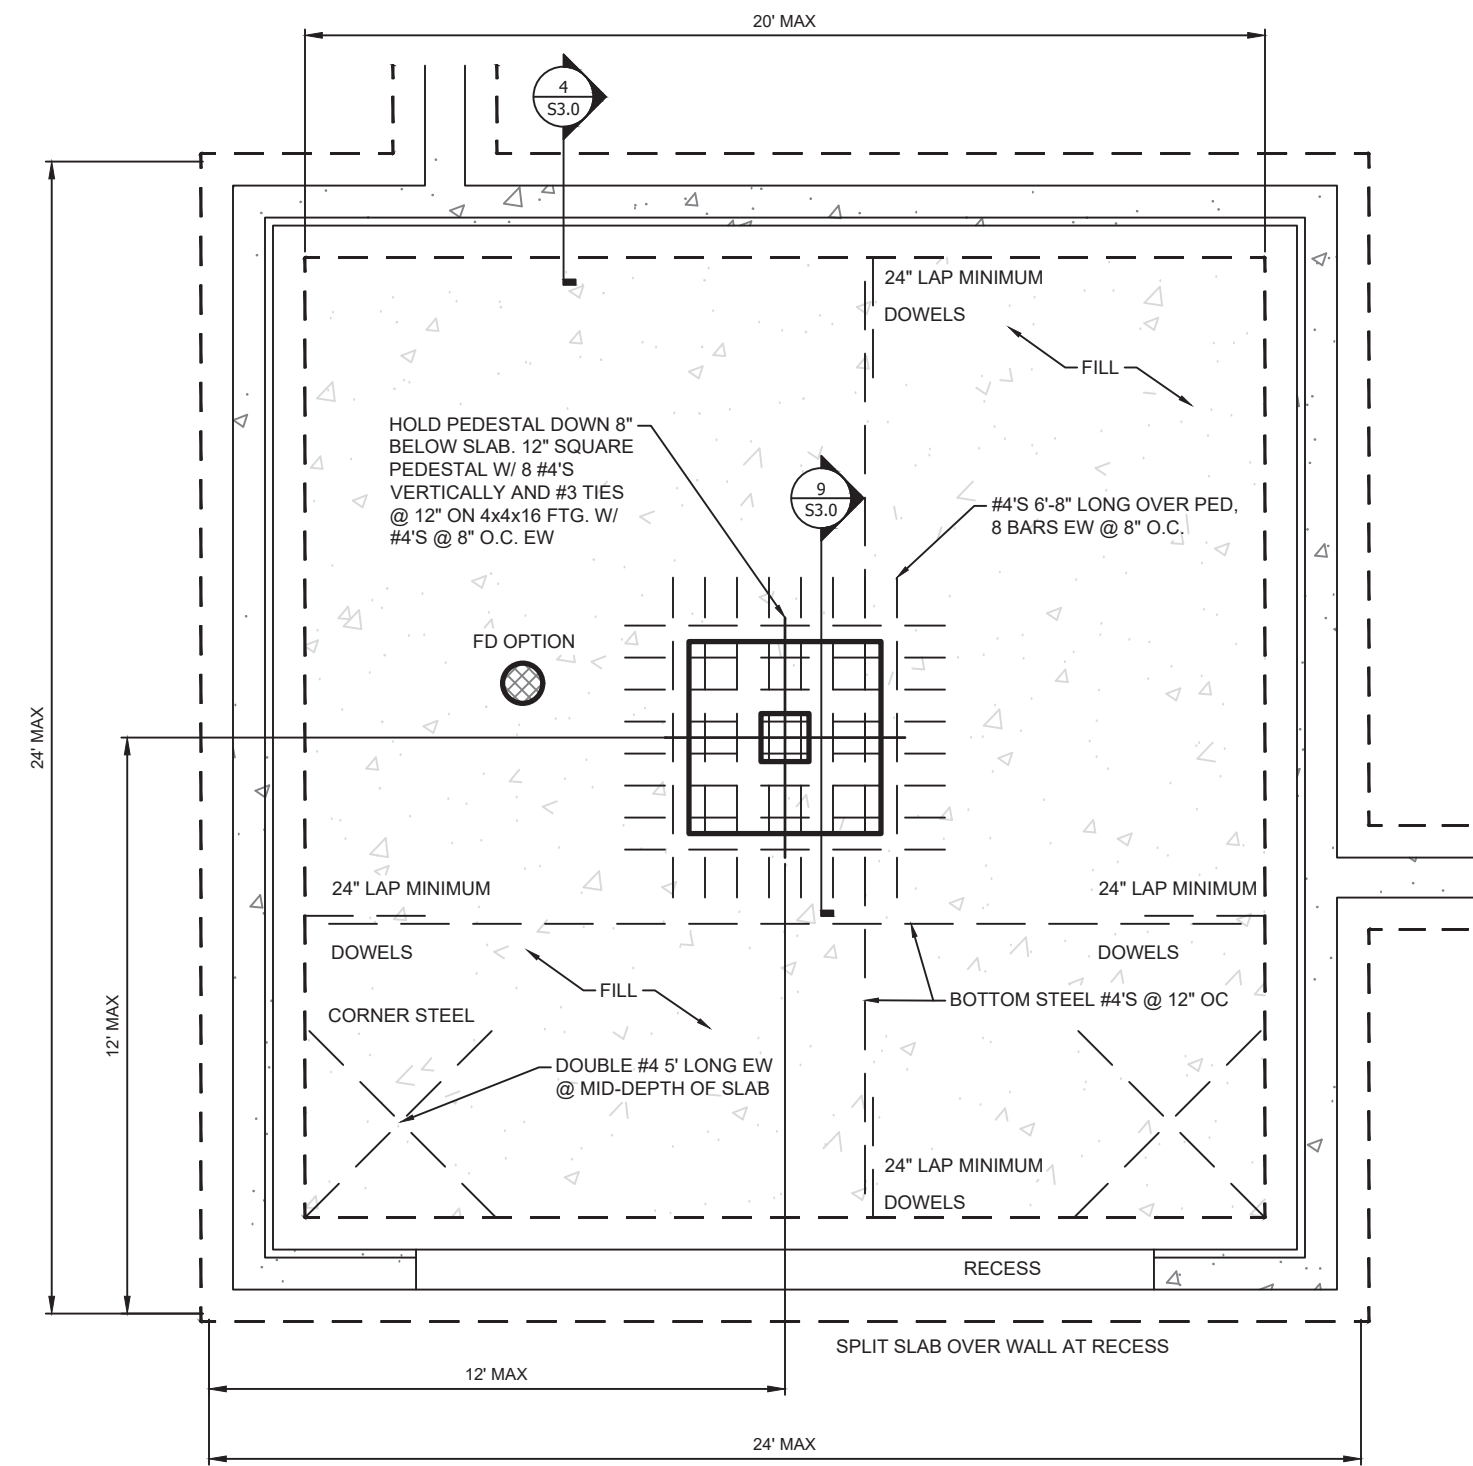 20' MAX
4
S3.0
24" LAP MINIMUM
DOWELS
FILL
HOLD PEDESTAL DOWN 8"
BELOW SLAB. 12" SQUARE
PEDESTAL W/ 8 #4'S
VERTICALLY AND #3 TIES
@ 12" ON 4x4x16 FTG. W/
#4'S @ 8" O.C. EW
9
S3.0
#4'S 6'-8" LONG OVER PED,
8 BARS EW @ 8" O.C.
FD OPTION
24' MAX
24" LAP MINIMUM
DOWELS
24" LAP MINIMUM
DOWELS
FILL
BOTTOM STEEL #4'S @ 12" OC
CORNER STEEL
12' MAX
DOUBLE #4 5' LONG EW
@ MID-DEPTH OF SLAB
24" LAP MINIMUM
DOWELS
RECESS
SPLIT SLAB OVER WALL AT RECESS
12' MAX
24' MAX